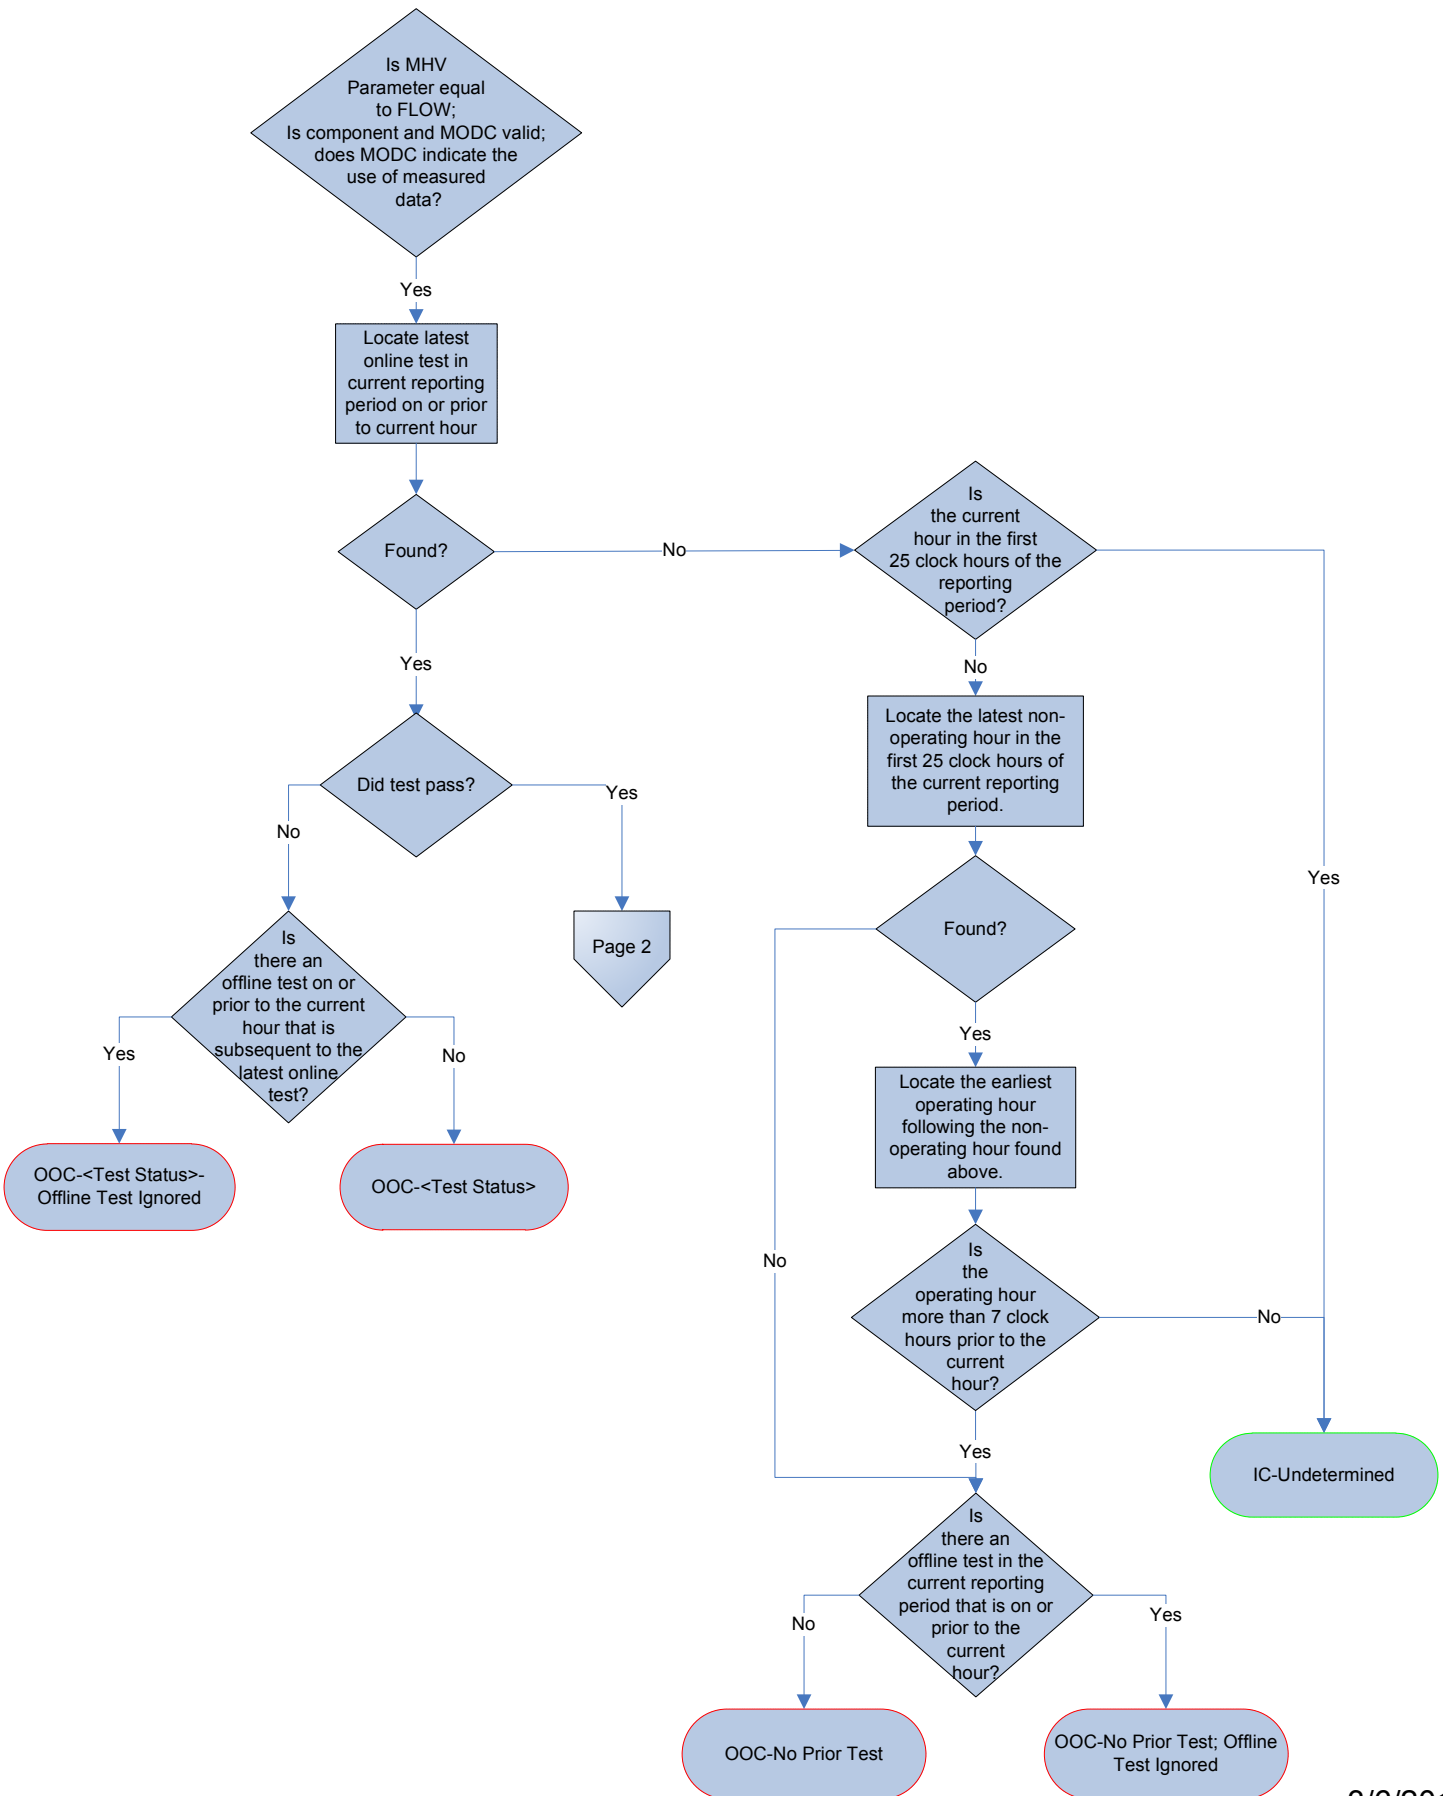 Is MHV
Parameter equal
to FLOW;
Is component and MODC valid;
does MODC indicate the
use of measured
data?
Yes
Locate latest
online test in
current reporting
period on or prior
to current hour
Found?
No
Is
the current
hour in the first
25 clock hours of the
reporting
period?
Yes
No
Did test pass?
Yes
No
Locate the latest non-
operating hour in the
first 25 clock hours of
the current reporting
period.
Yes
Found?
Page 2
Is
there an
offline test on or
prior to the current
hour that is
subsequent to the
latest online
test?
Yes
No
Yes
Locate the earliest
operating hour
following the non-
operating hour found
above.
OOC-<Test Status>-
Offline Test Ignored
OOC-<Test Status>
No
Is
the
operating hour
more than 7 clock
hours prior to the
current
hour?
No
Yes
IC-Undetermined
Is
there an
offline test in the
current reporting
period that is on or
prior to the
current
hour?
No
Yes
OOC-No Prior Test
OOC-No Prior Test; Offline
Test Ignored